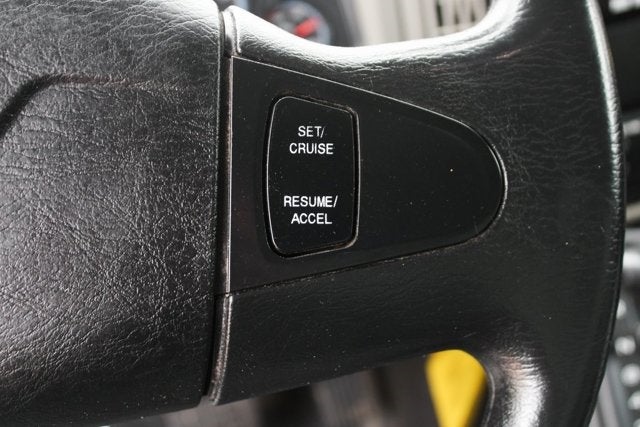 SET/
CRUISE
RESUME/
ACCEL